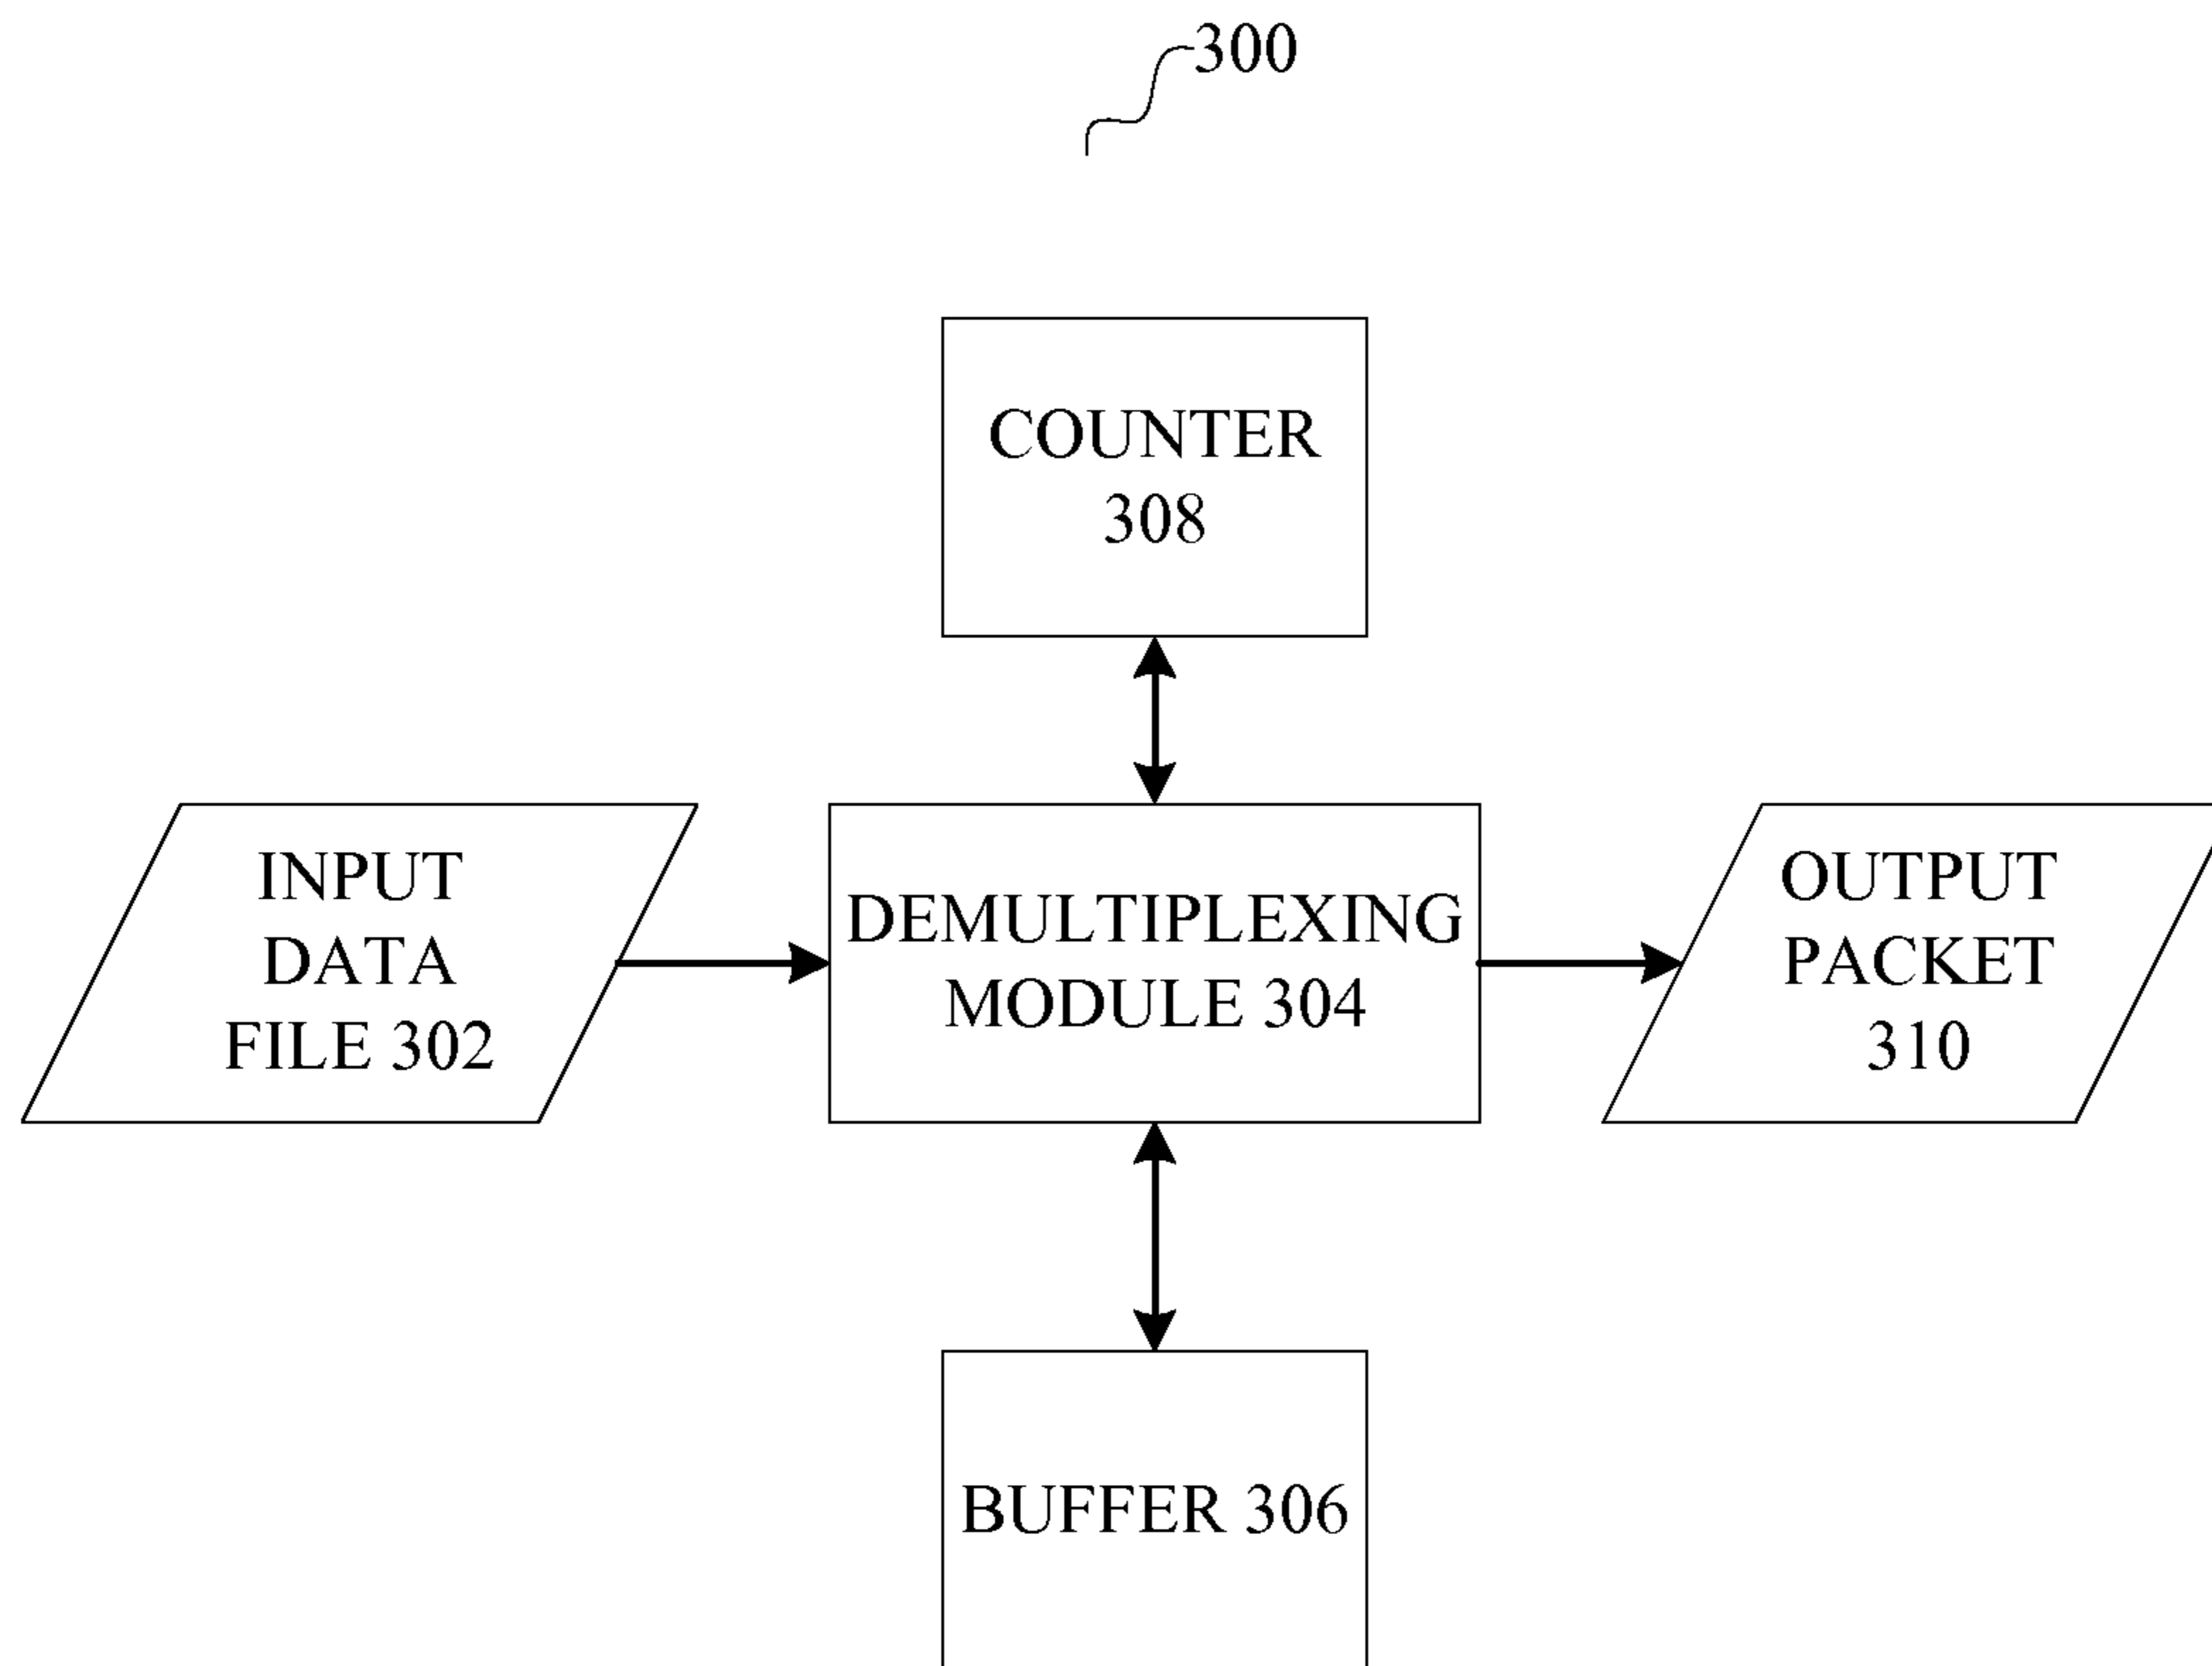 300
COUNTER
308
INPUT
DATA
FILE 302
DEMULTIPLEXING
MODULE 304
OUTPUT
PACKET
310
BUFFER 306